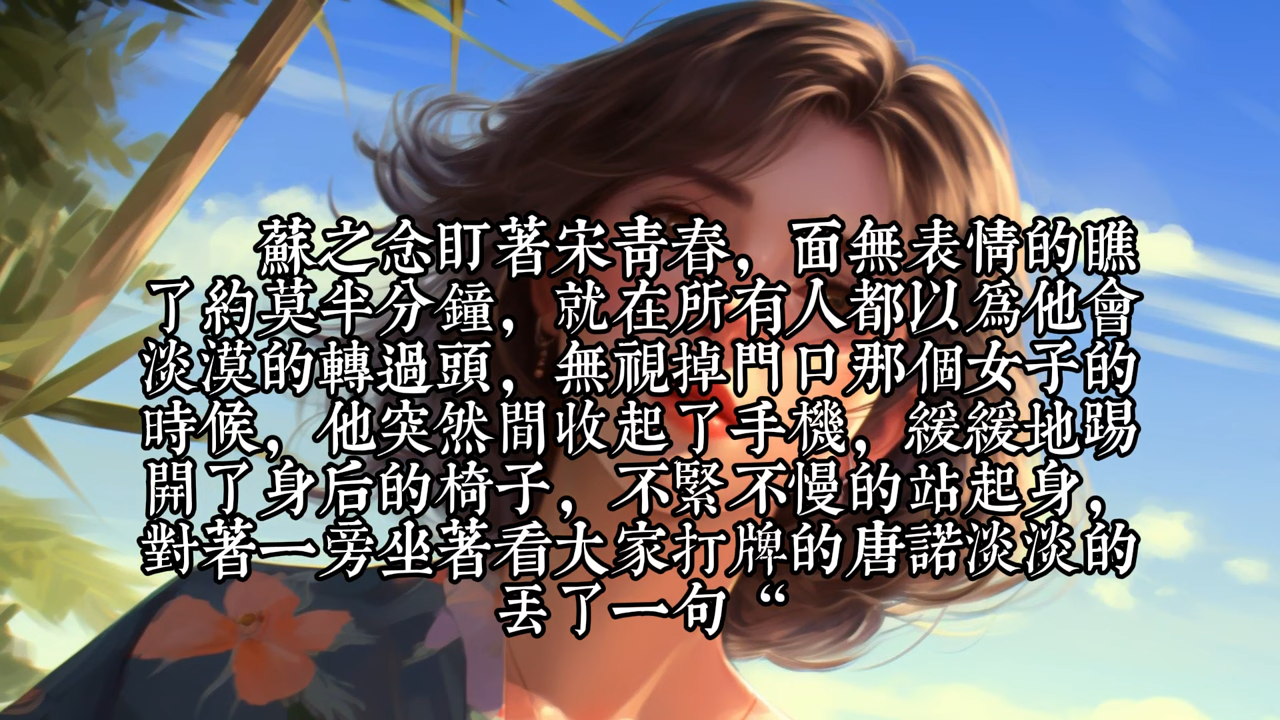 蘇之念盯著宋青春，面無表情的瞧
了約莫半分鐘，就在所有人都以為他會
淡漠的轉過頭，無視掉門口那個女子的
時候，他突然間收起了手機，緩緩地踢
開了身后的椅子，不緊不慢的站起身，
對著一旁坐著看大家打牌的唐諾淡淡的
丟了一句“